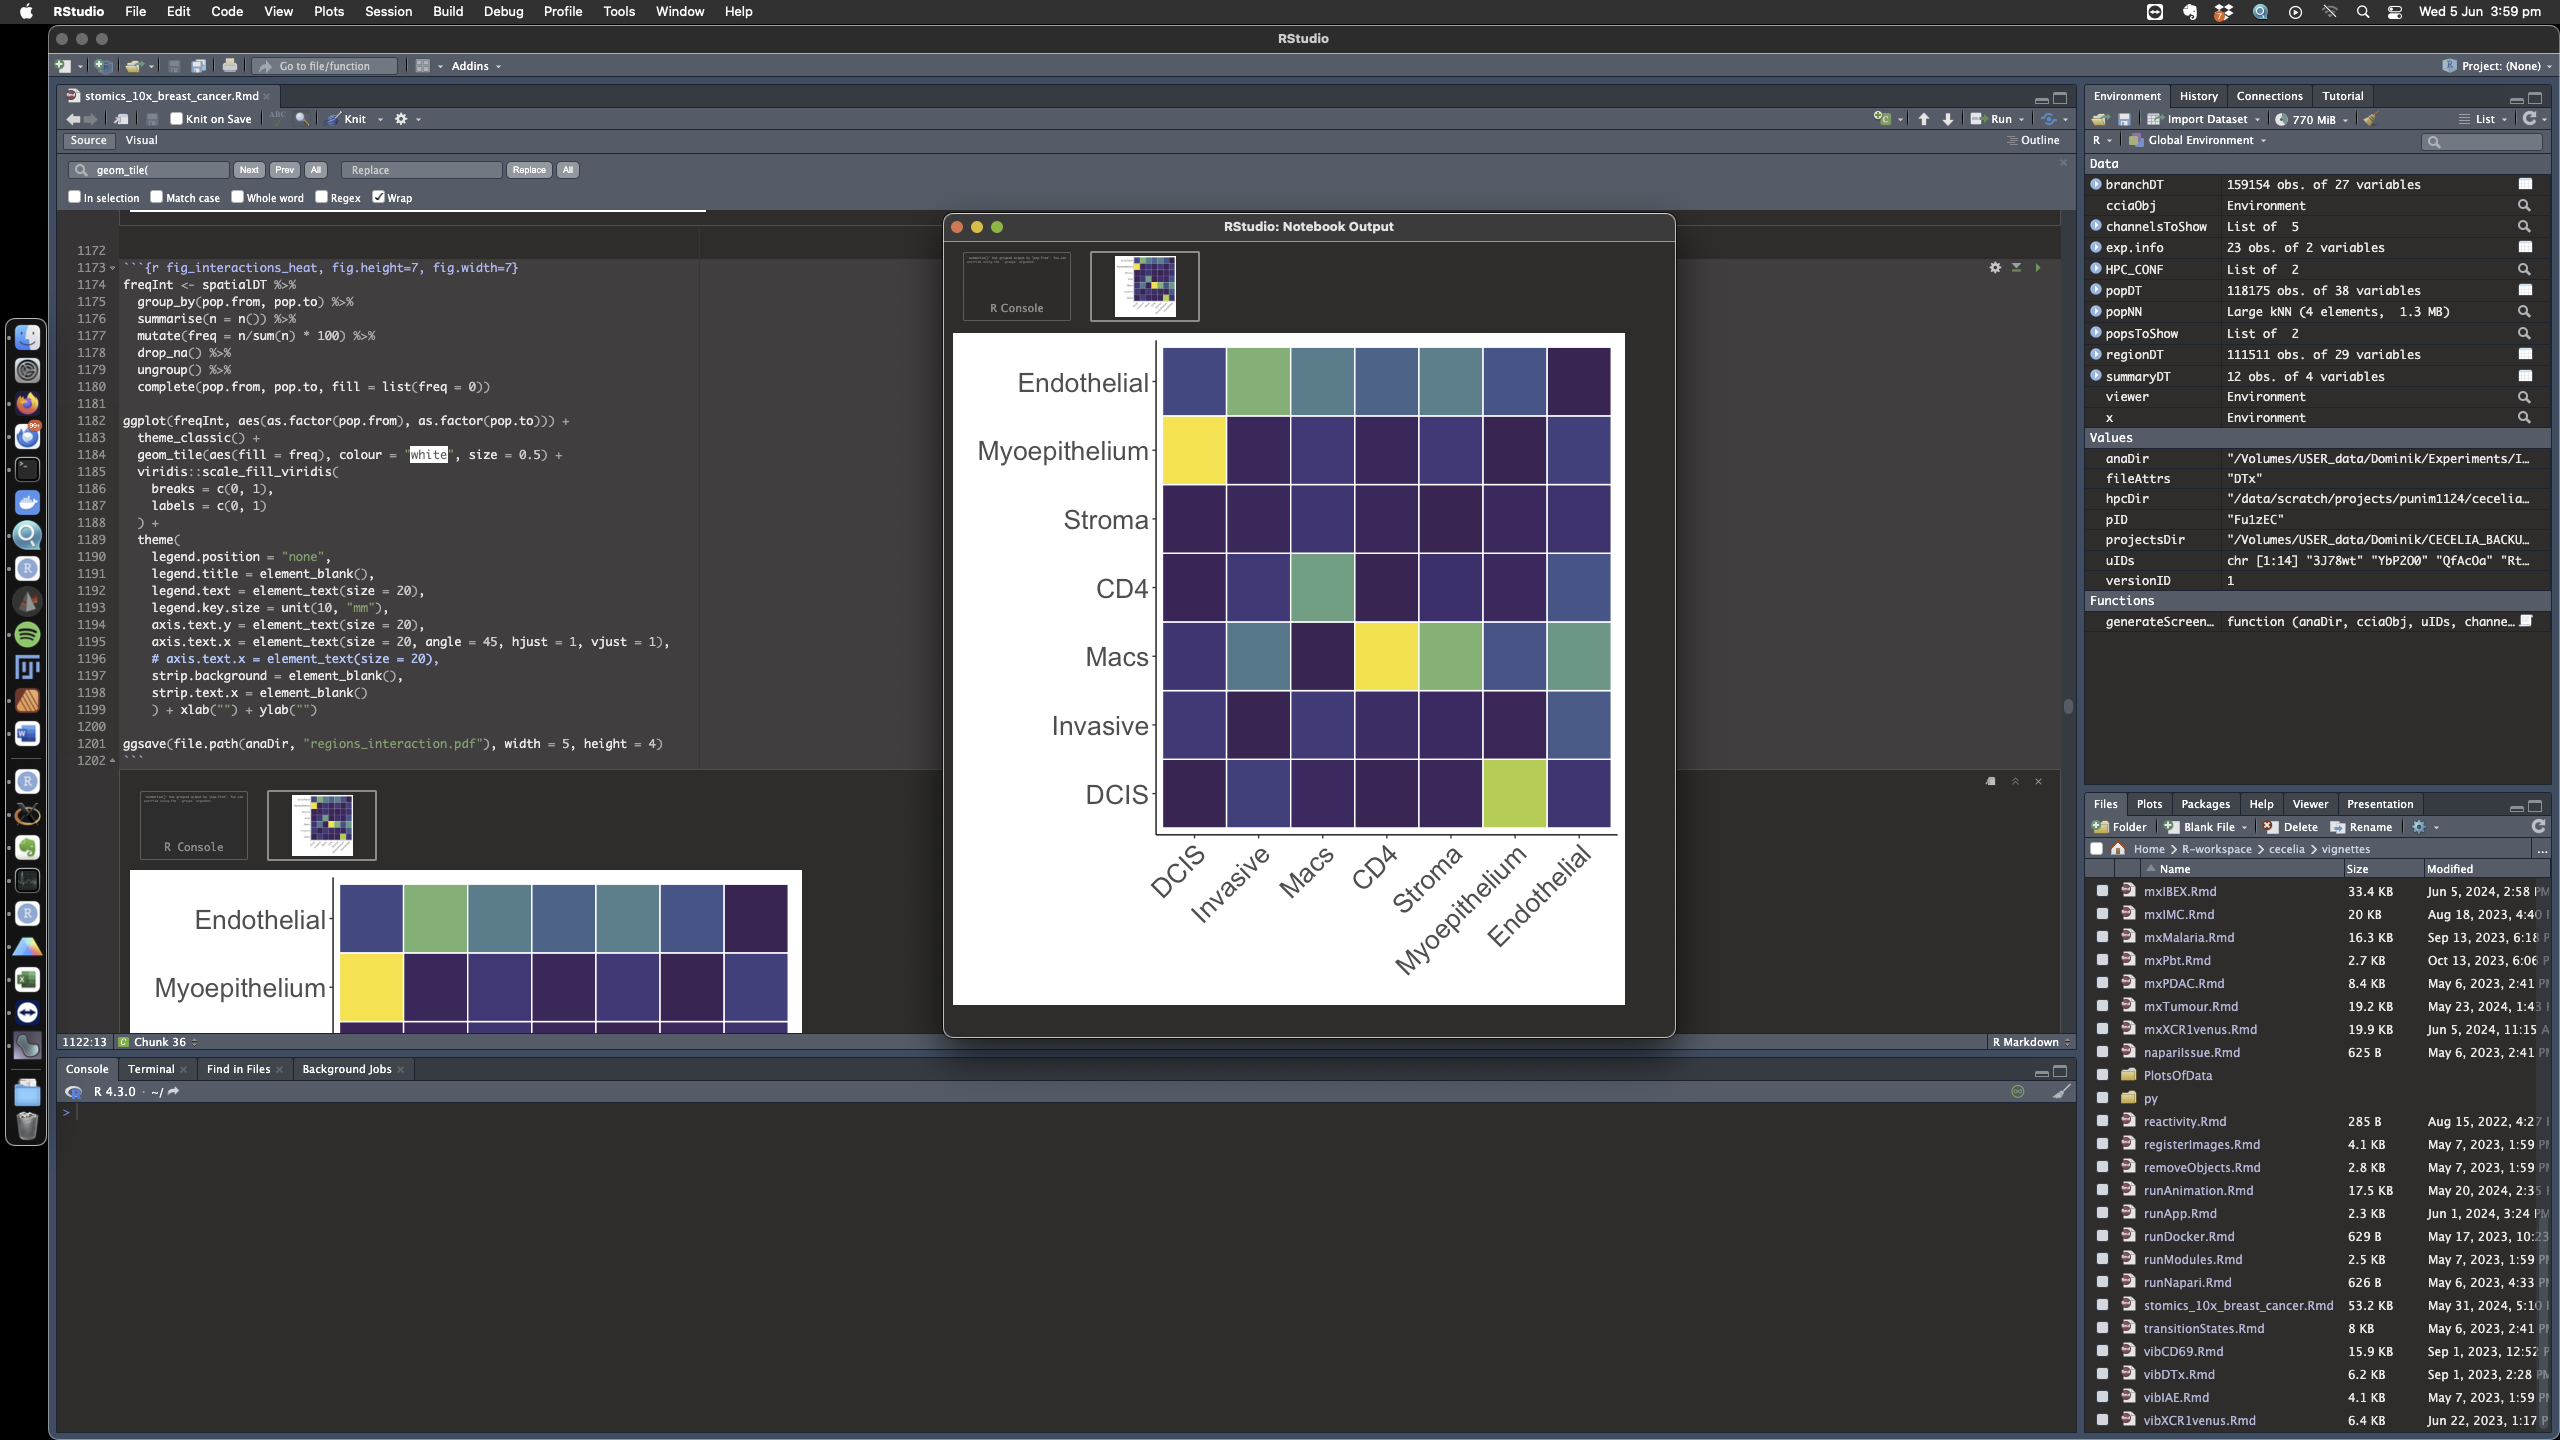 RStudio File Edit Code View Plots Session Build Debug Profile Tools Window Help
Wed 5 Jun 3:59 pm
RStudio
Go to file/function
Addins
Project: (None)
stomics_10x_breast_cancer.Rmd
Knit on Save
ABC
Knit
Run
Source Visual
Outline
geom_tile(
Next Prev All
Replace
Replace All
In selection Match case Whole word Regex Wrap
1172
1173 ```{r fig_interactions_heat, fig.height=7, fig.width=7}
1174 freqInt <- spatialDT %>%
1175 group_by(pop.from, pop.to) %>%
1176 summarise(n = n()) %>%
1177 mutate(freq = n/sum(n) * 100) %>%
1178 drop_na() %>%
1179 ungroup() %>%
1180 complete(pop.from, pop.to, fill = list(freq = 0))
1181
1182 ggplot(freqInt, aes(as.factor(pop.from), as.factor(pop.to))) +
1183 theme_classic() +
1184 geom_tile(aes(fill = freq), colour = "white", size = 0.5) +
1185 viridis::scale_fill_viridis(
1186 breaks = c(0, 1),
1187 labels = c(0, 1)
1188 ) +
1189 theme(
1190 legend.position = "none",
1191 legend.title = element_blank(),
1192 legend.text = element_text(size = 20),
1193 legend.key.size = unit(10, "mm"),
1194 axis.text.y = element_text(size = 20),
1195 axis.text.x = element_text(size = 20, angle = 45, hjust = 1, vjust = 1),
1196 # axis.text.x = element_text(size = 20),
1197 strip.background = element_blank(),
1198 strip.text.x = element_blank()
1199 ) + xlab("") + ylab("")
1200
1201 ggsave(file.path(anaDir, "regions_interaction.pdf"), width = 5, height = 4)
1202 ```
R Console
Endothelial
Myoepithelium
1122:13 Chunk 36
R Markdown
RStudio: Notebook Output
R Console
Endothelial
Myoepithelium
Stroma
CD4
Macs
Invasive
DCIS
DCIS Invasive Macs CD4 Stroma Myoepithelium Endothelial
Console Terminal Find in Files Background Jobs
R 4.3.0 · ~/
>
Environment History Connections Tutorial
Import Dataset 770 MiB List
R Global Environment
Data
branchDT 159154 obs. of 27 variables
cciaObj Environment
channelsToShow List of 5
exp.info 23 obs. of 2 variables
HPC_CONF List of 2
popDT 118175 obs. of 38 variables
popNN Large kNN (4 elements, 1.3 MB)
popsToShow List of 2
regionDT 111511 obs. of 29 variables
summaryDT 12 obs. of 4 variables
viewer Environment
x Environment
Values
anaDir "/Volumes/USER_data/Dominik/Experiments/I…
fileAttrs "DTx"
hpcDir "/data/scratch/projects/punim1124/cecelia…
pID "Fu1zEC"
projectsDir "/Volumes/USER_data/Dominik/CECELIA_BACKU…
uIDs chr [1:14] "3J78wt" "YbP2O0" "QfAcOa" "Rt…
versionID 1
Functions
generateScreen… function (anaDir, cciaObj, uIDs, channe…
Files Plots Packages Help Viewer Presentation
Folder Blank File Delete Rename
Home R-workspace cecelia vignettes ...
Name Size Modified
mxIBEX.Rmd 33.4 KB Jun 5, 2024, 2:58 P
mxIMC.Rmd 20 KB Aug 18, 2023, 4:40
mxMalaria.Rmd 16.3 KB Sep 13, 2023, 6:18
mxPbt.Rmd 2.7 KB Oct 13, 2023, 6:06
mxPDAC.Rmd 8.4 KB May 6, 2023, 2:41 P
mxTumour.Rmd 19.2 KB May 23, 2024, 1:43
mxXCR1venus.Rmd 19.9 KB Jun 5, 2024, 11:15 A
napariIssue.Rmd 625 B May 6, 2023, 2:41 P
PlotsOfData
py
reactivity.Rmd 285 B Aug 15, 2022, 4:27
registerImages.Rmd 4.1 KB May 7, 2023, 1:59 P
removeObjects.Rmd 2.8 KB May 7, 2023, 1:59 P
runAnimation.Rmd 17.5 KB May 20, 2024, 2:35
runApp.Rmd 2.3 KB Jun 1, 2024, 3:24 PM
runDocker.Rmd 629 B May 17, 2023, 10:23
runModules.Rmd 2.5 KB May 7, 2023, 1:59 P
runNapari.Rmd 626 B May 6, 2023, 4:33 P
stomics_10x_breast_cancer.Rmd 53.2 KB May 31, 2024, 5:10
transitionStates.Rmd 8 KB May 6, 2023, 2:41 P
vibCD69.Rmd 15.9 KB Sep 1, 2023, 12:52 P
vibDTx.Rmd 6.2 KB Sep 1, 2023, 2:28 PM
vibIAE.Rmd 4.1 KB May 7, 2023, 1:59 P
vibXCR1venus.Rmd 6.4 KB Jun 22, 2023, 1:17 P